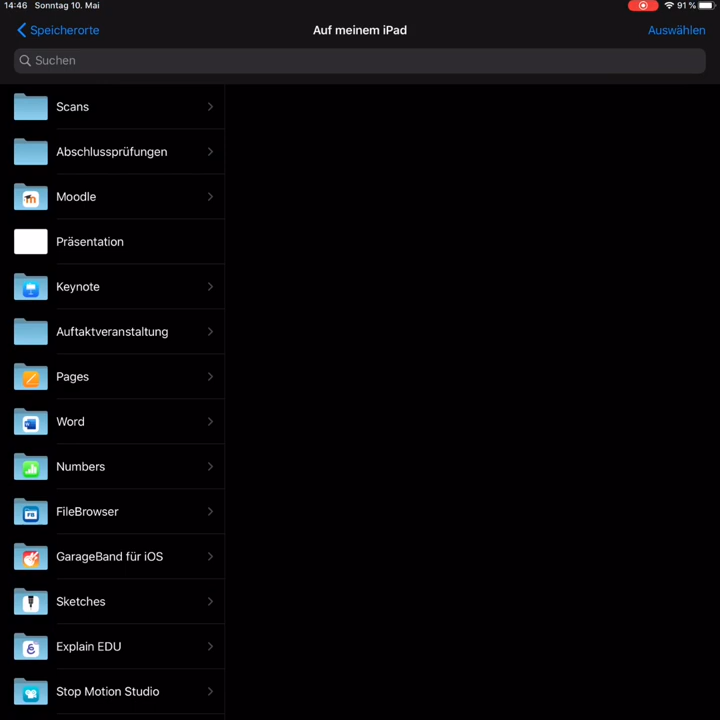 14:46 Sonntag 10. Mai 91 %
Speicherorte Auf meinem iPad Auswählen
Suchen
Scans
Abschlussprüfungen
Moodle
Präsentation
Keynote
Auftaktveranstaltung
Pages
Word
Numbers
FileBrowser
GarageBand für iOS
Sketches
Explain EDU
Stop Motion Studio